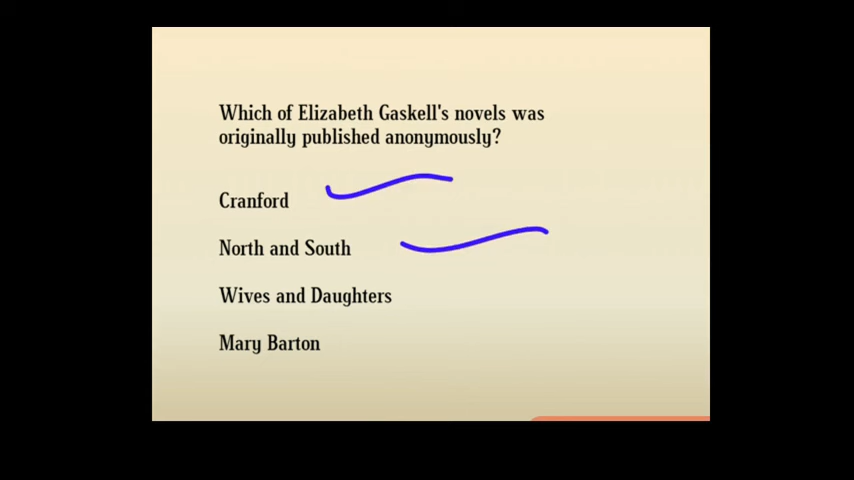 Which of Elizabeth Gaskell's novels was
originally published anonymously?
Cranford
North and South
Wives and Daughters
Mary Barton